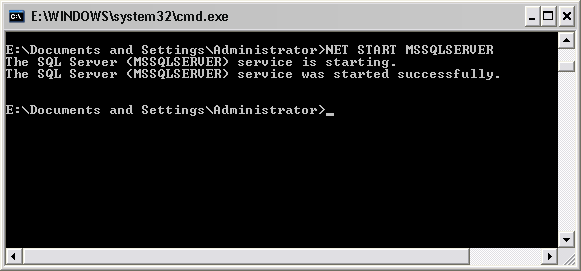 E:\WINDOWS\system32\cmd.exe
E:\Documents and Settings\Administrator>NET START MSSQLSERVER
The SQL Server (MSSQLSERVER) service is starting.
The SQL Server (MSSQLSERVER) service was started successfully.
E:\Documents and Settings\Administrator>_